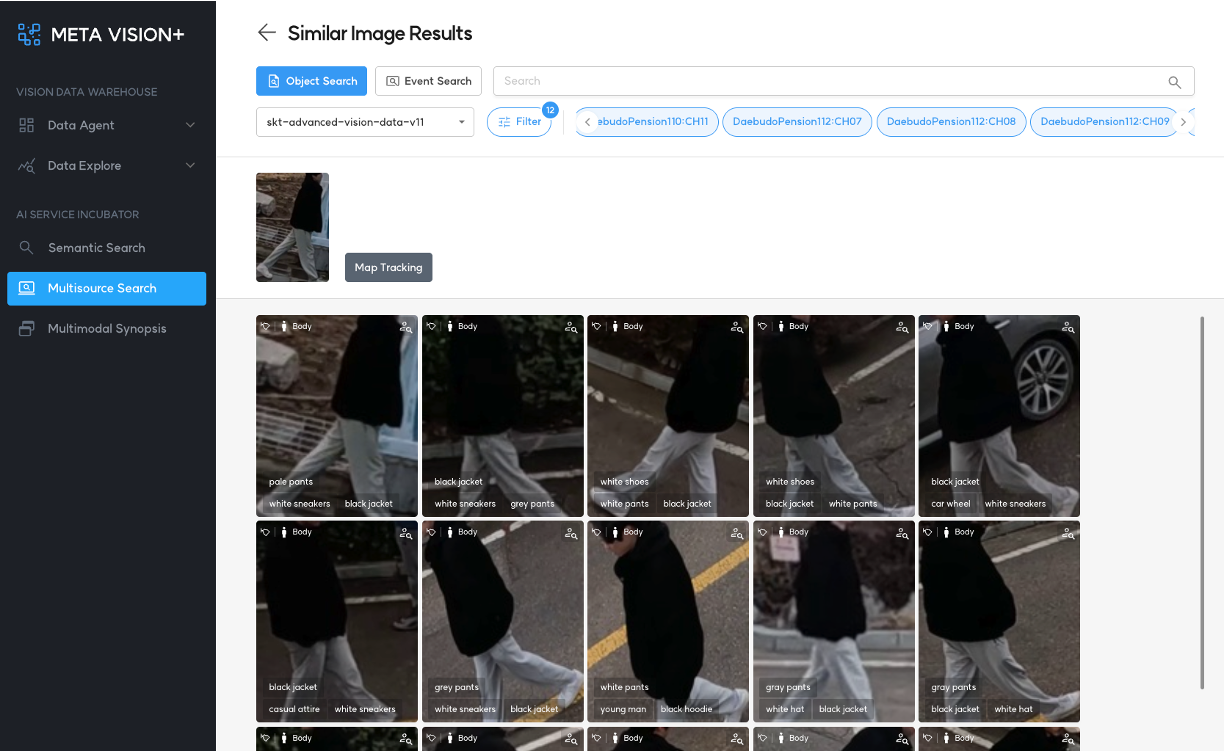 META VISION+
Similar Image Results
Object Search
Event Search
Search
VISION DATA WAREHOUSE
Data Agent
Data Explore
AI SERVICE INCUBATOR
Semantic Search
Multisource Search
Multimodal Synopsis
skt-advanced-vision-data-v11
Filter
12
ebudoPension110:CH11
DaebudoPension112:CH07
DaebudoPension112:CH08
DaebudoPension112:CH09
Map Tracking
Body
pale pants
white sneakers black jacket
Body
black jacket
white sneakers grey pants
Body
white shoes
white pants black jacket
Body
white shoes
black jacket white pants
Body
black jacket
car wheel white sneakers
Body
black jacket
casual attire white sneakers
Body
grey pants
white sneakers black jacket
Body
white pants
young man black hoodie
Body
gray pants
white hat black jacket
Body
gray pants
black jacket white hat
Body
Body
Body
Body
Body